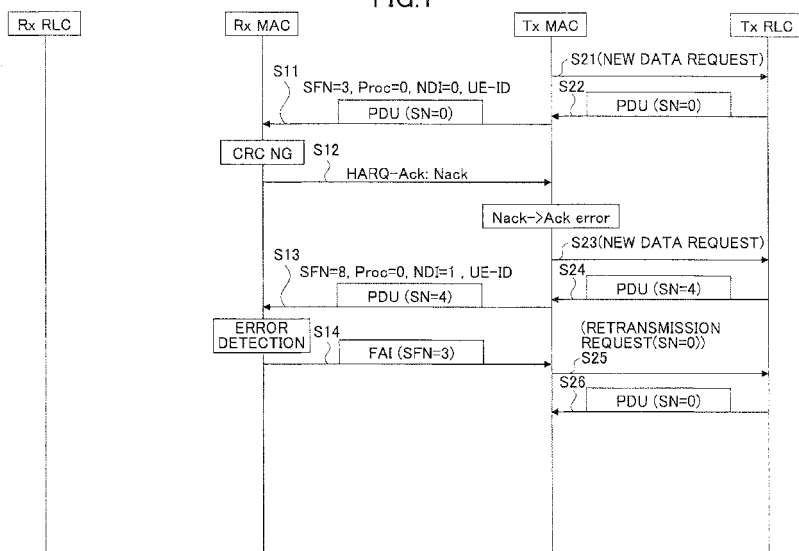 Rx RLC
Rx MAC
Tx MAC
Tx RLC
S21(NEW DATA REQUEST)
S11
SFN=3, Proc=0, NDI=0, UE-ID
S22
PDU (SN=0)
PDU (SN=0)
CRC NG
S12
HARQ-Ack: Nack
Nack->Ack error
S23(NEW DATA REQUEST)
S13
SFN=8, Proc=0, NDI=1 , UE-ID
S24
PDU (SN=4)
PDU (SN=4)
ERROR
DETECTION
S14
FAI (SFN=3)
(RETRANSMISSION
REQUEST(SN=0))
S25
S26
PDU (SN=0)